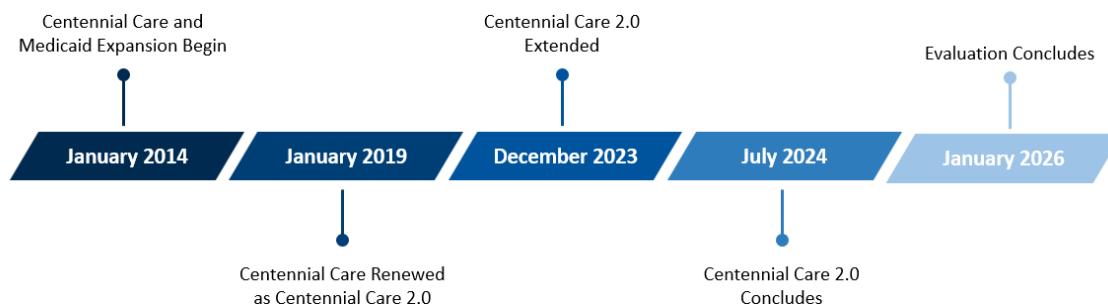 Centennial Care and
Medicaid Expansion Begin
Centennial Care 2.0
Extended
Evaluation Concludes
January 2014
January 2019
December 2023
July 2024
January 2026
Centennial Care Renewed
as Centennial Care 2.0
Centennial Care 2.0
Concludes